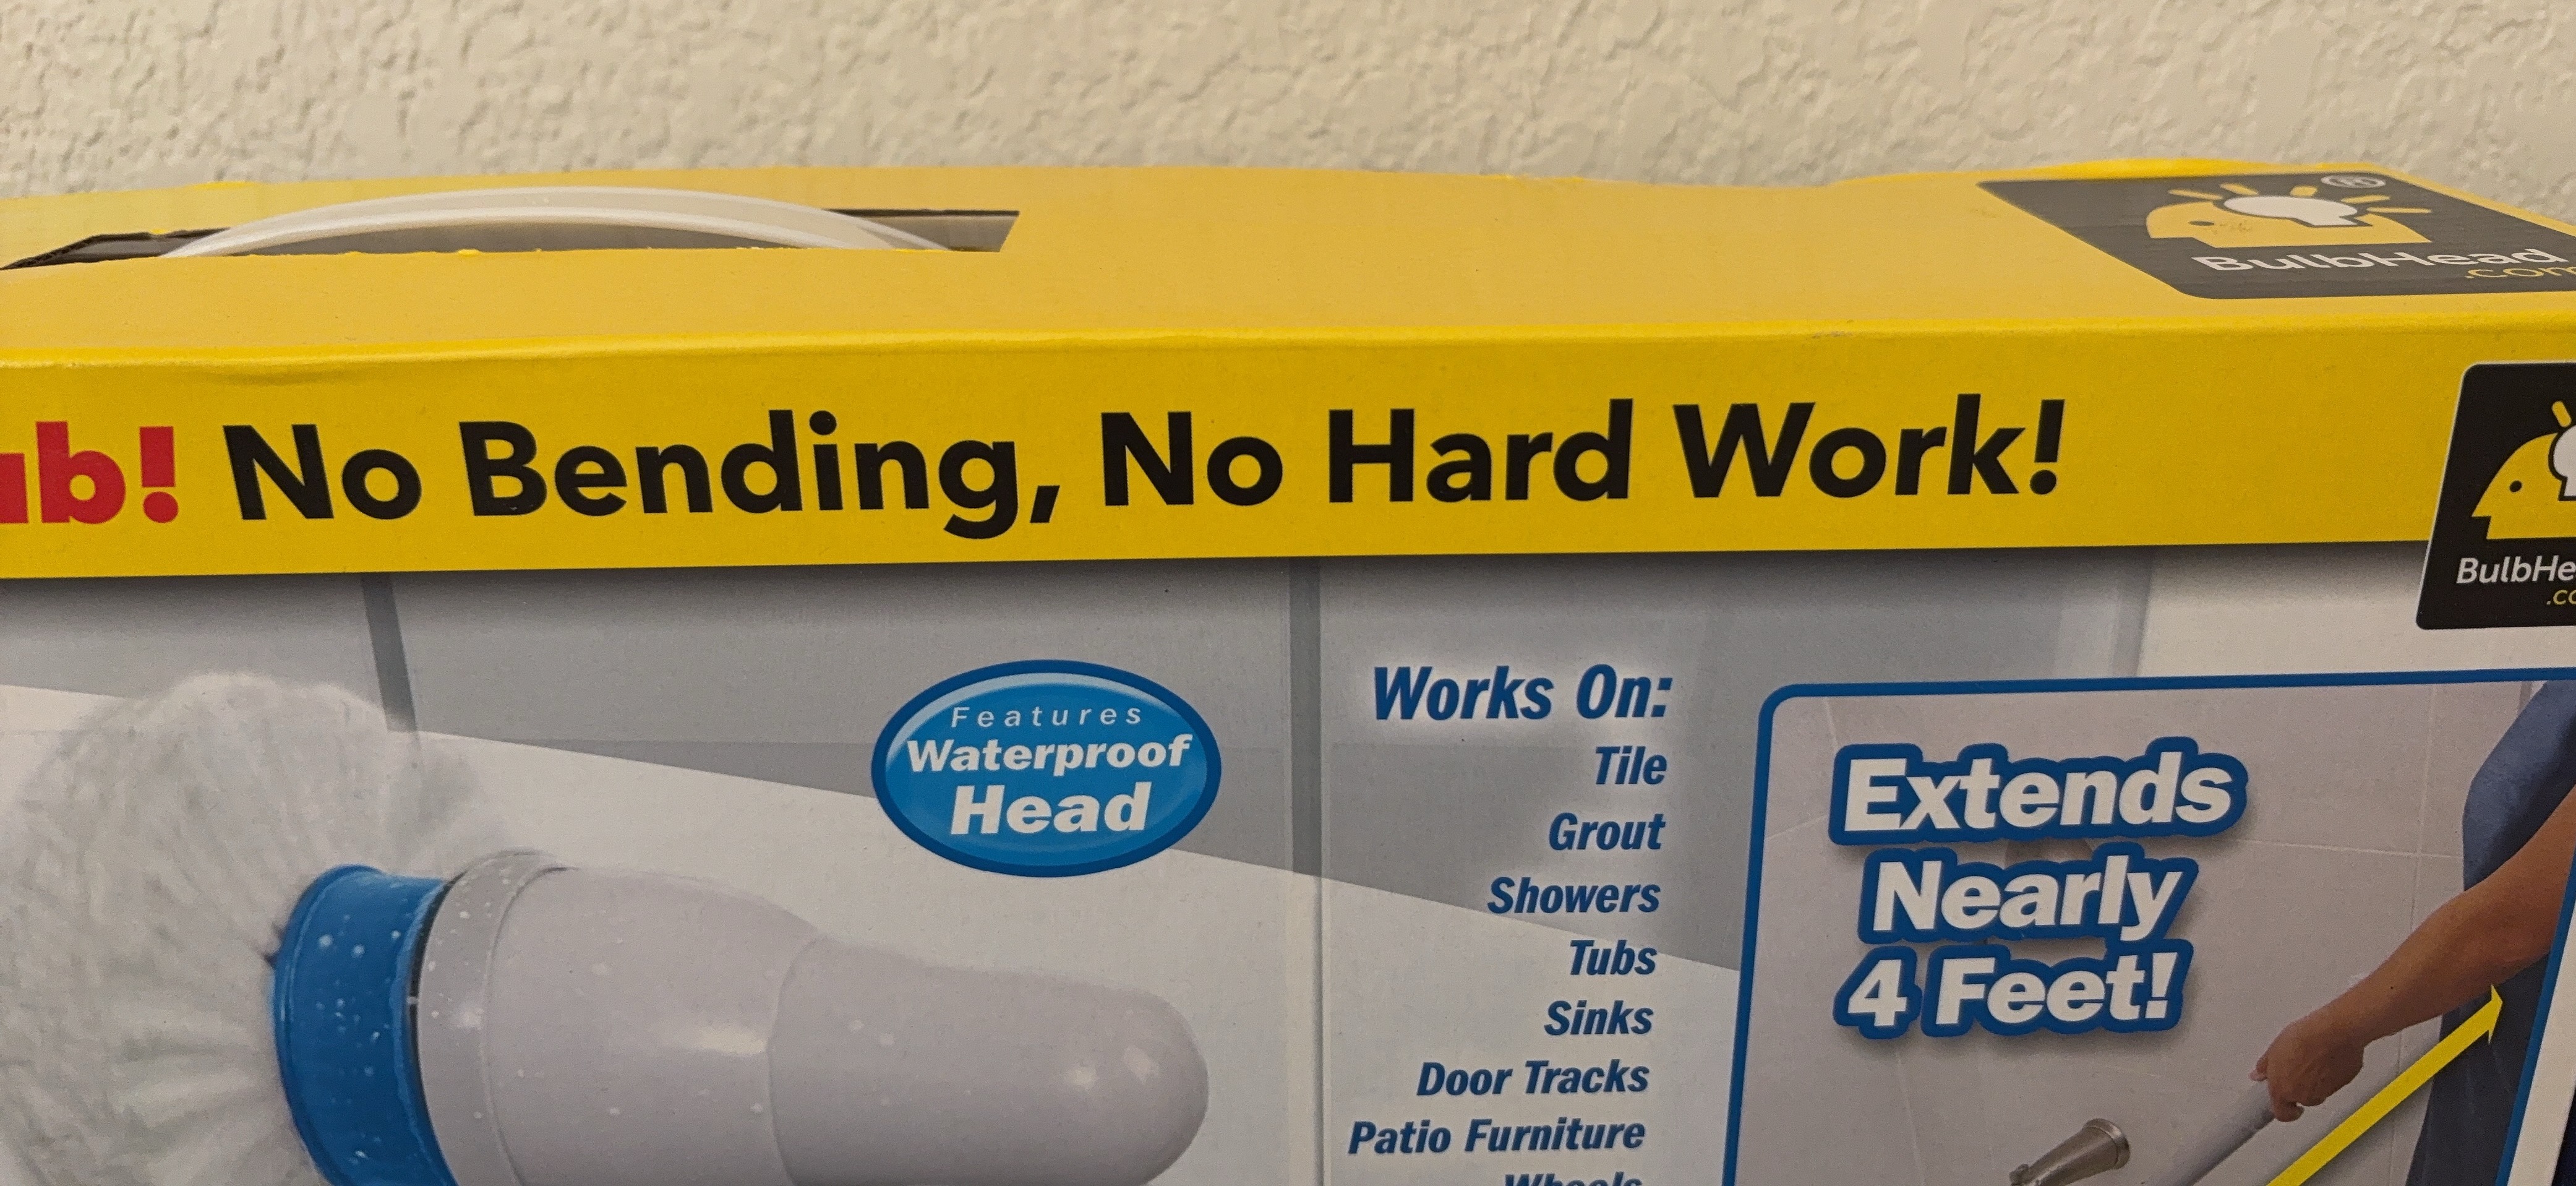 ®
BulbHead
.com
ub! No Bending, No Hard Work!
BulbHe
.co
Features
Waterproof
Head
Works On:
Tile
Grout
Showers
Tubs
Sinks
Door Tracks
Patio Furniture
Wheels
Extends
Nearly
4 Feet!